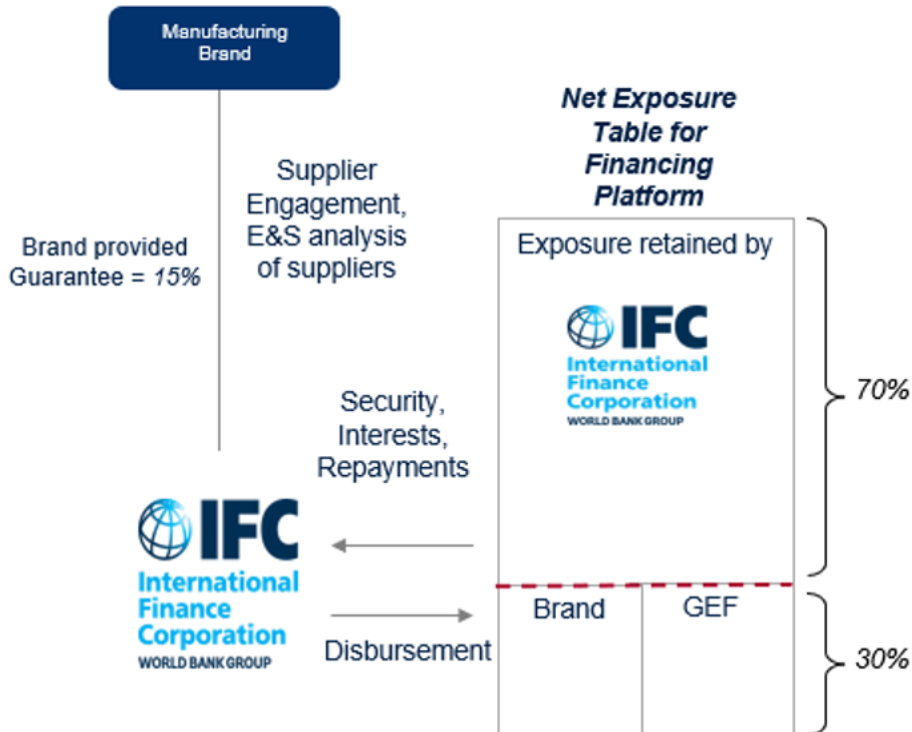 Manufacturing
Brand
Net Exposure
Table for
Financing
Platform
Supplier
Engagement,
E&S analysis
of suppliers
Brand provided
Guarantee = 15%
Exposure retained by
IFC
International
Finance
Corporation
WORLD BANK GROUP
70%
Security,
Interests,
Repayments
IFC
International
Finance
Corporation
WORLD BANK GROUP
Disbursement
Brand
GEF
30%